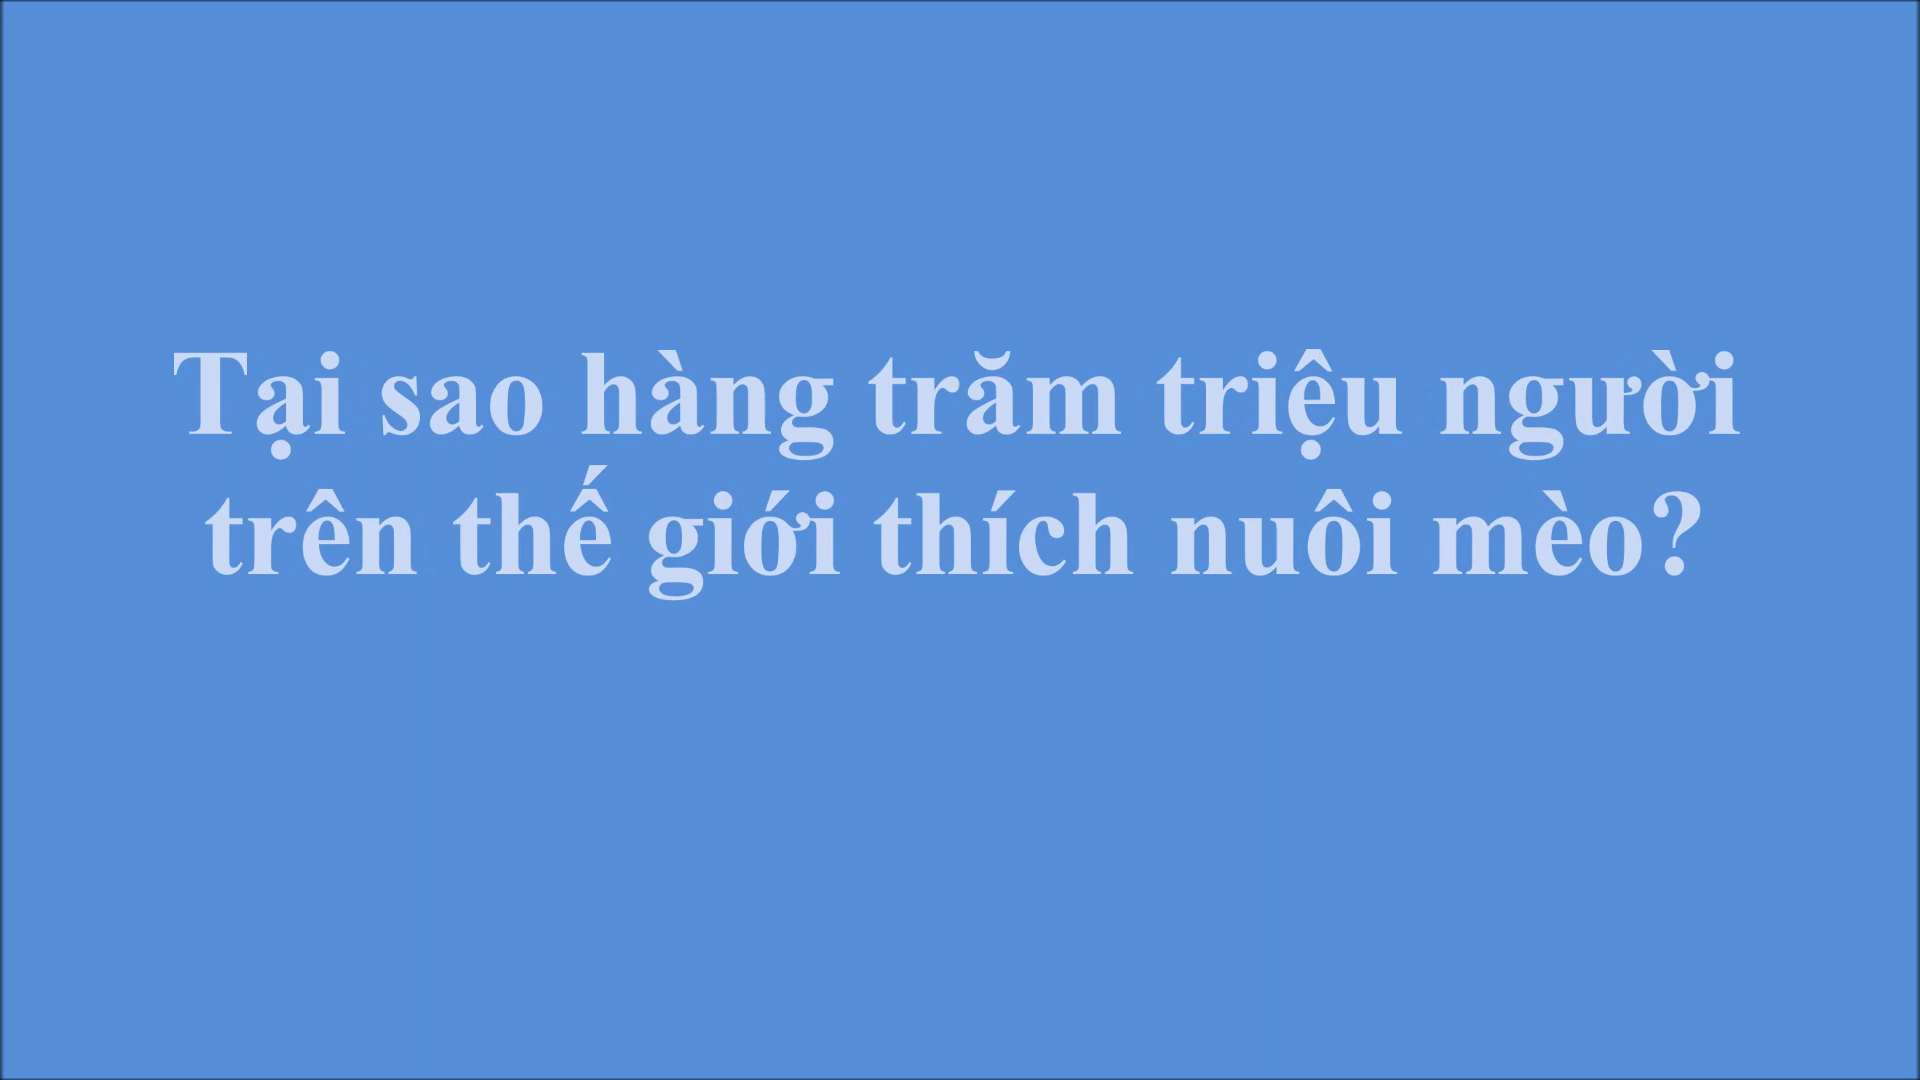 Tại sao hàng trăm triệu người
trên thế giới thích nuôi mèo?